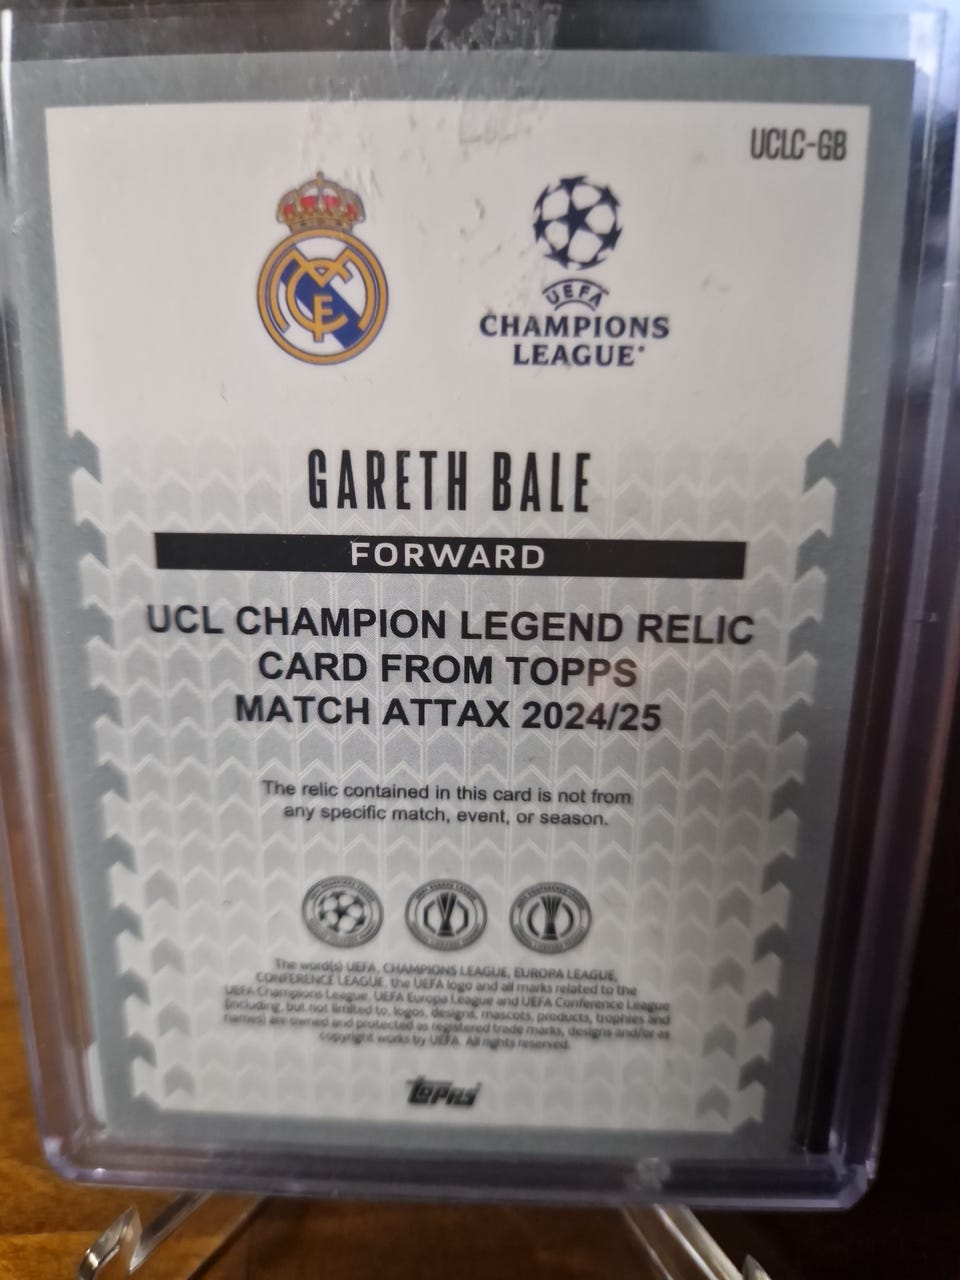 UCLC-GB
UEFA
CHAMPIONS
LEAGUE
GARETH BALE
FORWARD
UCL CHAMPION LEGEND RELIC
CARD FROM TOPPS
MATCH ATTAX 2024/25
The relic contained in this card is not from
any specific match, event, or season.
The word(s) UEFA, CHAMPIONS LEAGUE, EUROPA LEAGUE,
CONFERENCE LEAGUE, the UEFA logo and all marks related to the
UEFA Champions League, UEFA Europa League and UEFA Conference League
(including, but not limited to, logos, designs, mascots, products, trophies and
names) are owned and protected as registered trade marks, designs and/or as
copyright works by UEFA. All rights reserved.
TOPPS